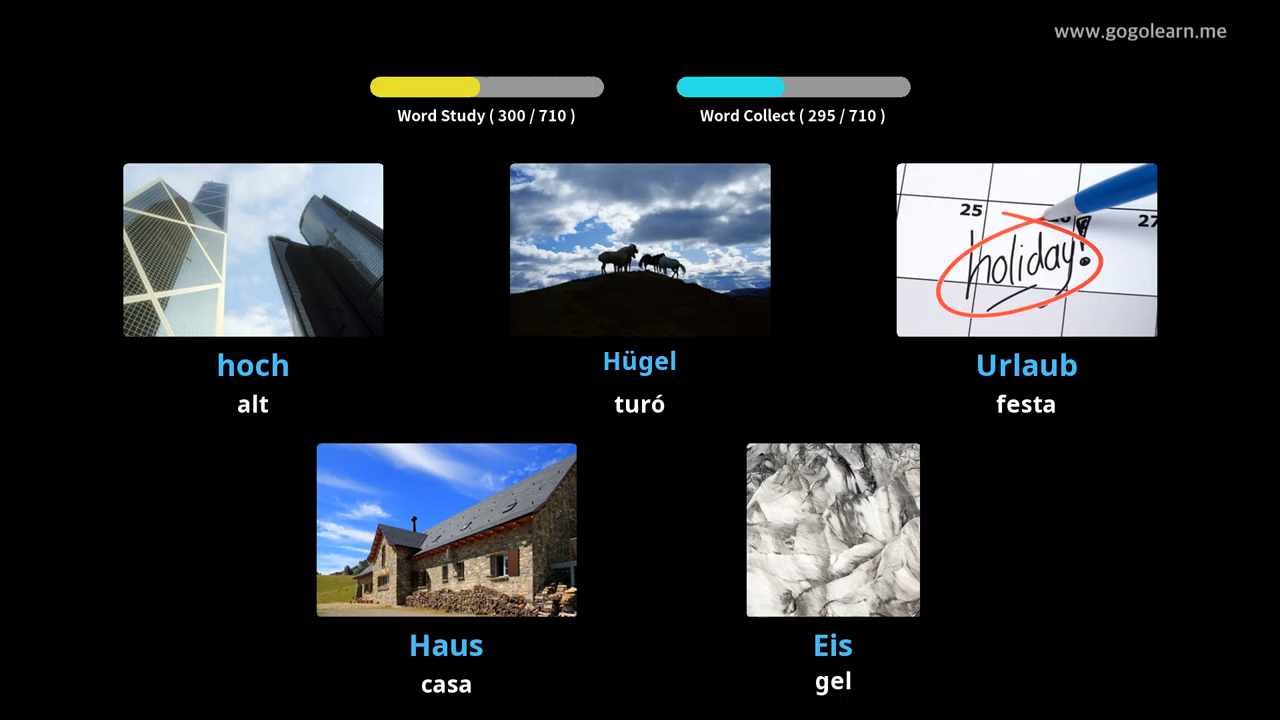 www.gogolearn.me
Word Study ( 300 / 710 )
Word Collect ( 295 / 710 )
25
27
holiday!
hoch
Hügel
Urlaub
alt
turó
festa
Haus
Eis
casa
gel